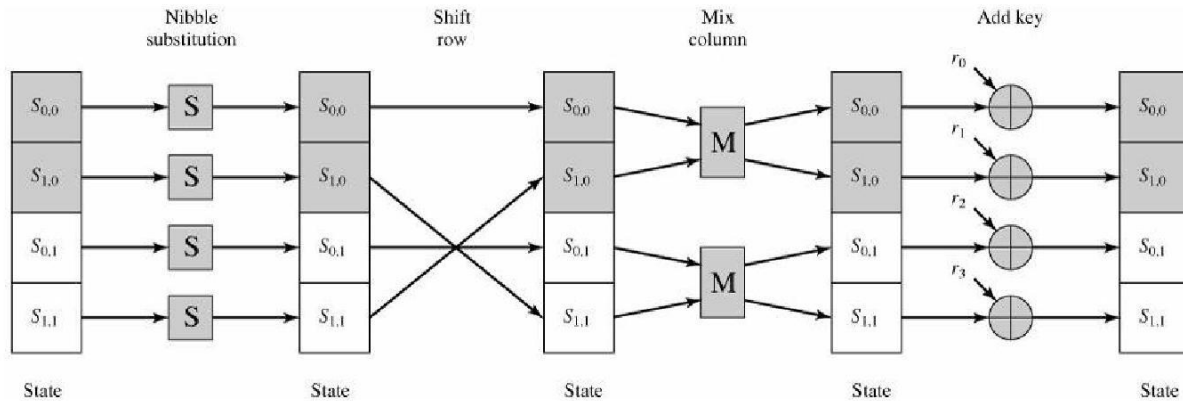 Nibble
substitution
Shift
row
Mix
column
Add key
S0,0 S S0,0 S0,0 M S0,0 r0 S0,0
S1,0 S S1,0 S1,0 S1,0 r1 S1,0
S0,1 S S0,1 S0,1 M S0,1 r2 S0,1
S1,1 S S1,1 S1,1 S1,1 r3 S1,1
State State State State State